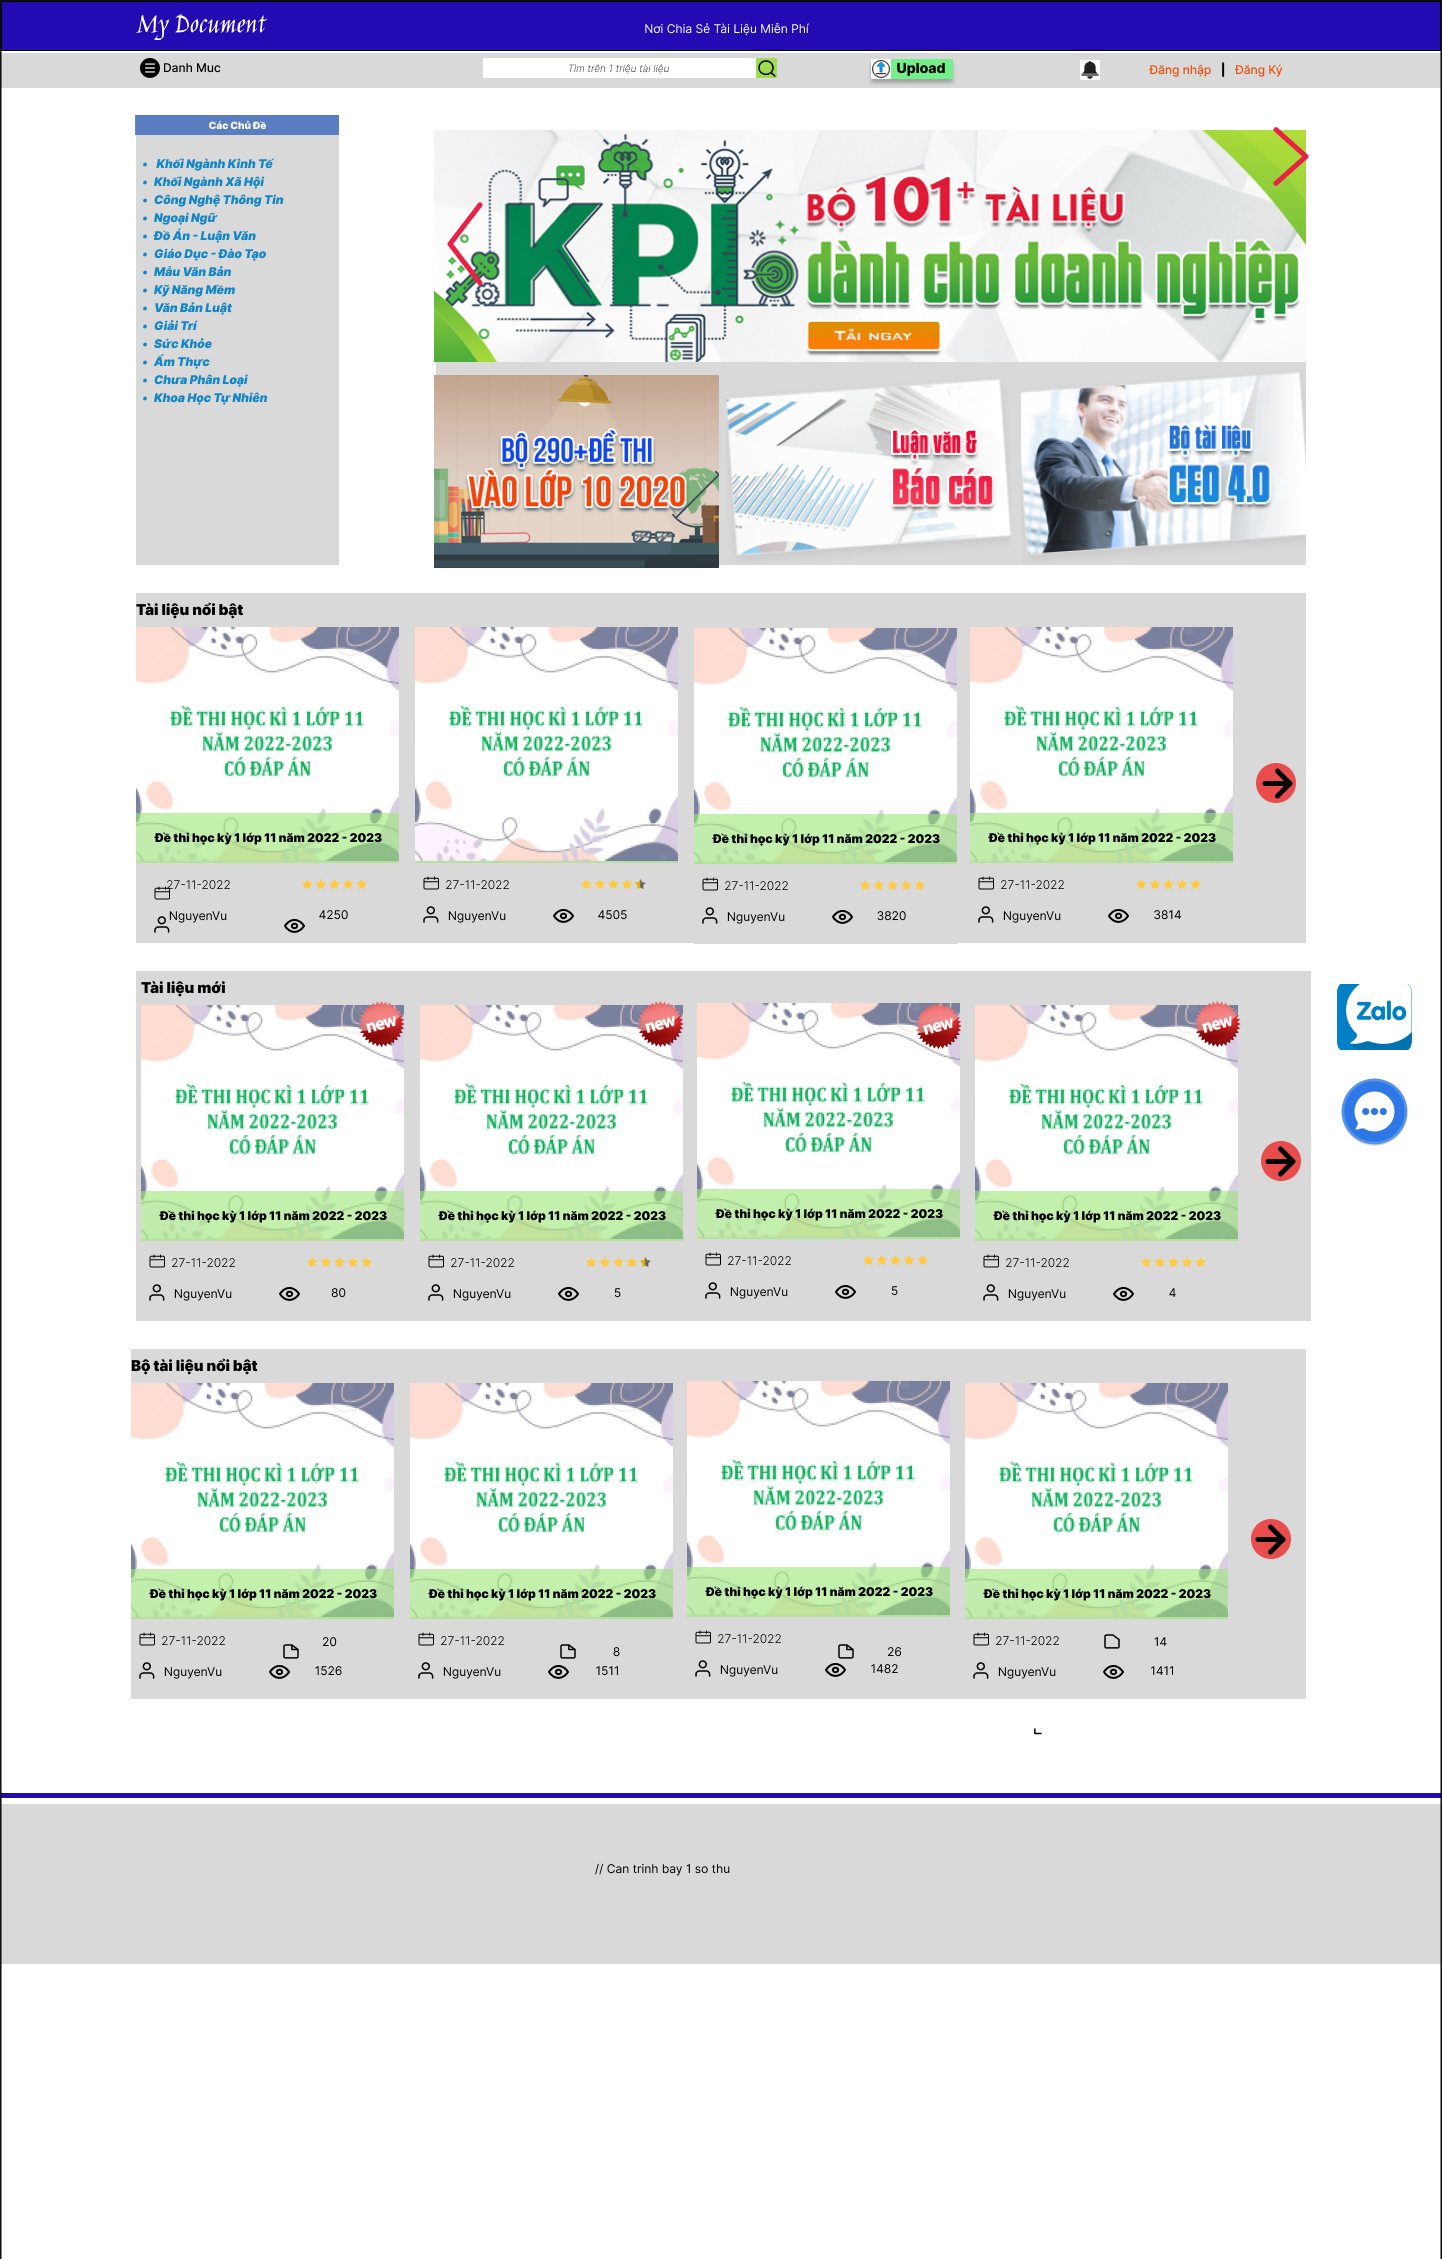 My Document
Nơi Chia Sẻ Tài Liệu Miễn Phí
Danh Muc
Tìm trên 1 triệu tài liệu
Upload
Đăng nhập | Đăng Ký
Các Chủ Đề
• Khối Ngành Kinh Tế
• Khối Ngành Xã Hội
• Công Nghệ Thông Tin
• Ngoại Ngữ
• Đồ Án - Luận Văn
• Giáo Dục - Đào Tạo
• Mẫu Văn Bản
• Kỹ Năng Mềm
• Văn Bản Luật
• Giải Trí
• Sức Khỏe
• Ẩm Thực
• Chưa Phân Loại
• Khoa Học Tự Nhiên
KPI
BỘ 101+ TÀI LIỆU
dành cho doanh nghiệp
TẢI NGAY
BỘ 290+ĐỀ THI
VÀO LỚP 10 2020
Luận văn &
Báo cáo
Bộ tài liệu
CEO 4.0
Tài liệu nổi bật
ĐỀ THI HỌC KÌ 1 LỚP 11
NĂM 2022-2023
CÓ ĐÁP ÁN
Đề thi học kỳ 1 lớp 11 năm 2022 - 2023
27-11-2022
NguyenVu
4250
ĐỀ THI HỌC KÌ 1 LỚP 11
NĂM 2022-2023
CÓ ĐÁP ÁN
27-11-2022
NguyenVu
4505
ĐỀ THI HỌC KÌ 1 LỚP 11
NĂM 2022-2023
CÓ ĐÁP ÁN
Đề thi học kỳ 1 lớp 11 năm 2022 - 2023
27-11-2022
NguyenVu
3820
ĐỀ THI HỌC KÌ 1 LỚP 11
NĂM 2022-2023
CÓ ĐÁP ÁN
Đề thi học kỳ 1 lớp 11 năm 2022 - 2023
27-11-2022
NguyenVu
3814
Tài liệu mới
new
ĐỀ THI HỌC KÌ 1 LỚP 11
NĂM 2022-2023
CÓ ĐÁP ÁN
Đề thi học kỳ 1 lớp 11 năm 2022 - 2023
27-11-2022
NguyenVu
80
new
ĐỀ THI HỌC KÌ 1 LỚP 11
NĂM 2022-2023
CÓ ĐÁP ÁN
Đề thi học kỳ 1 lớp 11 năm 2022 - 2023
27-11-2022
NguyenVu
5
new
ĐỀ THI HỌC KÌ 1 LỚP 11
NĂM 2022-2023
CÓ ĐÁP ÁN
Đề thi học kỳ 1 lớp 11 năm 2022 - 2023
27-11-2022
NguyenVu
5
new
ĐỀ THI HỌC KÌ 1 LỚP 11
NĂM 2022-2023
CÓ ĐÁP ÁN
Đề thi học kỳ 1 lớp 11 năm 2022 - 2023
27-11-2022
NguyenVu
4
Zalo
Bộ tài liệu nổi bật
ĐỀ THI HỌC KÌ 1 LỚP 11
NĂM 2022-2023
CÓ ĐÁP ÁN
Đề thi học kỳ 1 lớp 11 năm 2022 - 2023
27-11-2022
20
NguyenVu
1526
ĐỀ THI HỌC KÌ 1 LỚP 11
NĂM 2022-2023
CÓ ĐÁP ÁN
Đề thi học kỳ 1 lớp 11 năm 2022 - 2023
27-11-2022
8
NguyenVu
1511
ĐỀ THI HỌC KÌ 1 LỚP 11
NĂM 2022-2023
CÓ ĐÁP ÁN
Đề thi học kỳ 1 lớp 11 năm 2022 - 2023
27-11-2022
26
NguyenVu
1482
ĐỀ THI HỌC KÌ 1 LỚP 11
NĂM 2022-2023
CÓ ĐÁP ÁN
Đề thi học kỳ 1 lớp 11 năm 2022 - 2023
27-11-2022
14
NguyenVu
1411
// Can trinh bay 1 so thu